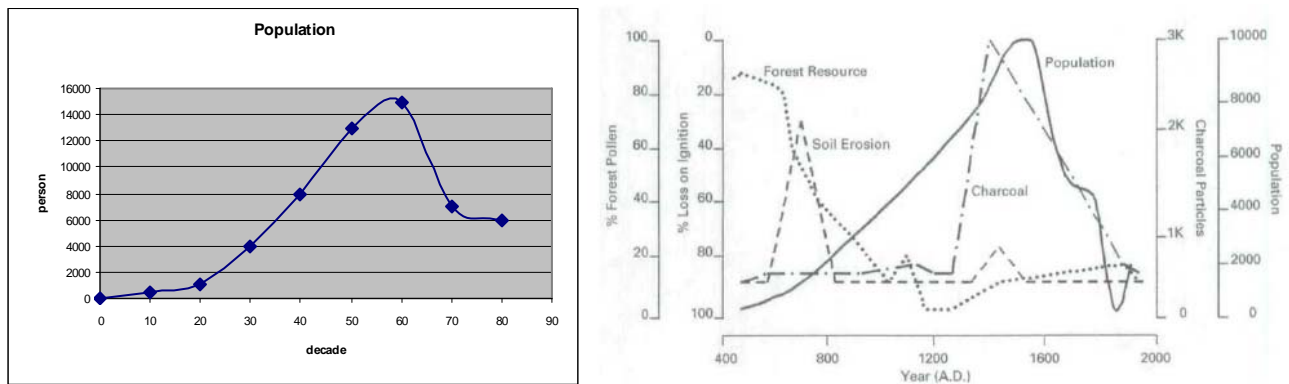 Population
person
16000
14000
12000
10000
8000
6000
4000
2000
0
0 10 20 30 40 50 60 70 80 90
decade
% Forest Pollen
100
80
60
40
20
0
% Loss on Ignition
0
20
40
60
80
100
Forest Resource
Soil Erosion
Charcoal
Population
Charcoal Particles
3K
2K
1K
0
Population
10000
8000
6000
4000
2000
0
400 800 1200 1600 2000
Year (A.D.)